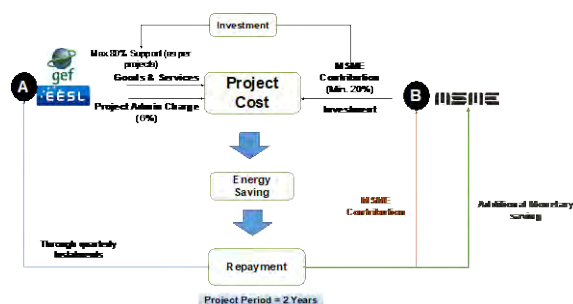 Investment
Max 80% Support (as per
projects)
Goods & Services
MSME
Contribution
(Min. 20%)
A
gef
EESL
Project
Cost
B
MSME
Project Admin Charge
(6%)
Investment
Energy
Saving
MSME
Contribution
Additional Monetary
saving
Through quarterly
Instalments
Repayment
Project Period = 2 Years